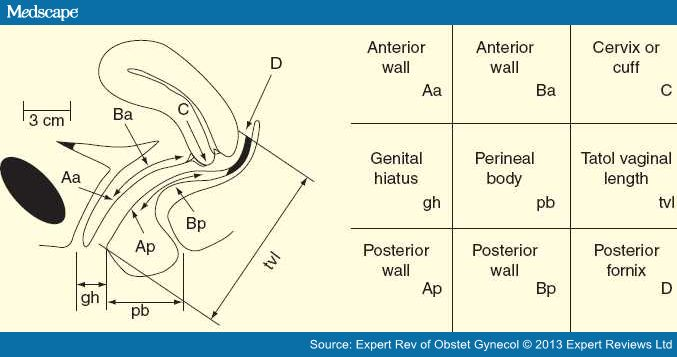 Medscape
D
C
Ba
3 cm
Aa
Bp
Ap
tvl
gh
pb
Anterior
wall
Aa
Anterior
wall
Ba
Cervix or
cuff
C
Genital
hiatus
gh
Perineal
body
pb
Tatol vaginal
length
tvl
Posterior
wall
Ap
Posterior
wall
Bp
Posterior
fornix
D
Source: Expert Rev of Obstet Gynecol © 2013 Expert Reviews Ltd